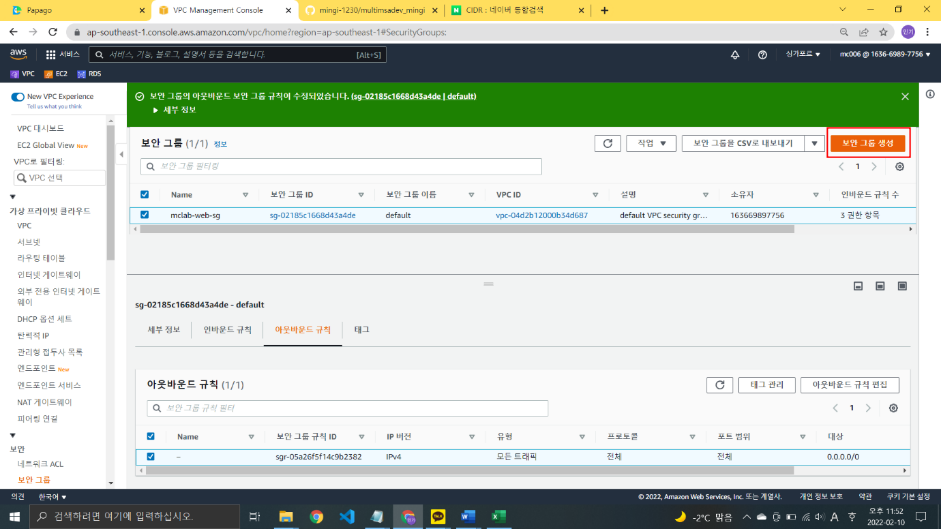 Papago
VPC Management Console
mingi-1230/multimsadev_mingi
CIDR : 네이버 통합검색
ap-southeast-1.console.aws.amazon.com/vpc/home?region=ap-southeast-1#SecurityGroups:
민기
aws
서비스
서비스, 기능, 블로그, 설명서 등을 검색합니다.
[Alt+S]
싱가포르
mc006 @ 1636-6989-7756
VPC
EC2
RDS
New VPC Experience
Tell us what you think
보안 그룹의 아웃바운드 보안 그룹 규칙이 수정되었습니다. (sg-02185c1668d43a4de | default)
세부 정보
VPC 대시보드
EC2 Global View New
VPC로 필터링:
VPC 선택
가상 프라이빗 클라우드
VPC
서브넷
라우팅 테이블
인터넷 게이트웨이
외부 전용 인터넷 게이트
웨이
DHCP 옵션 세트
탄력적 IP
관리형 접두사 목록
엔드포인트 New
엔드포인트 서비스
NAT 게이트웨이
피어링 연결
보안
네트워크 ACL
보안 그룹
보안 그룹 (1/1) 정보
작업
보안 그룹을 CSV로 내보내기
보안 그룹 생성
보안 그룹 필터링
1
Name
보안 그룹 ID
보안 그룹 이름
VPC ID
설명
소유자
인바운드 규칙 수
mclab-web-sg
sg-02185c1668d43a4de
default
vpc-04d2b12000b34d687
default VPC security gr...
163669897756
3 권한 항목
sg-02185c1668d43a4de - default
세부 정보
인바운드 규칙
아웃바운드 규칙
태그
아웃바운드 규칙 (1/1)
태그 관리
아웃바운드 규칙 편집
보안 그룹 규칙 필터
1
Name
보안 그룹 규칙 ID
IP 버전
유형
프로토콜
포트 범위
대상
–
sgr-05a26f5f14c9b2382
IPv4
모든 트래픽
전체
전체
0.0.0.0/0
의견
한국어
© 2022, Amazon Web Services, Inc. 또는 계열사.
개인 정보 보호
약관
쿠키 기본 설정
검색하려면 여기에 입력하십시오.
-2°C 맑음
A
오후 11:52
2022-02-10